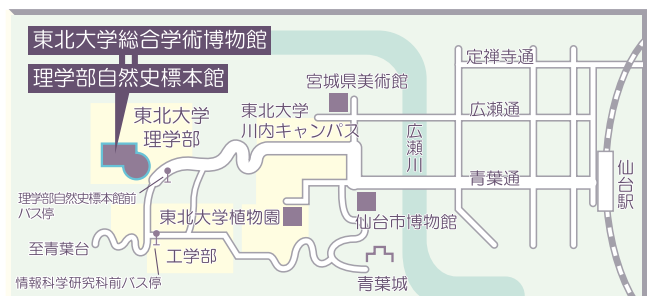 東北大学総合学術博物館
理学部自然史標本館
東北大学
理学部
宮城県美術館
東北大学
川内キャンパス
定禅寺通
広瀬通
広瀬川
青葉通
仙台駅
理学部自然史標本館前
バス停
東北大学植物園
仙台市博物館
至青葉台
工学部
青葉城
情報科学研究科前バス停